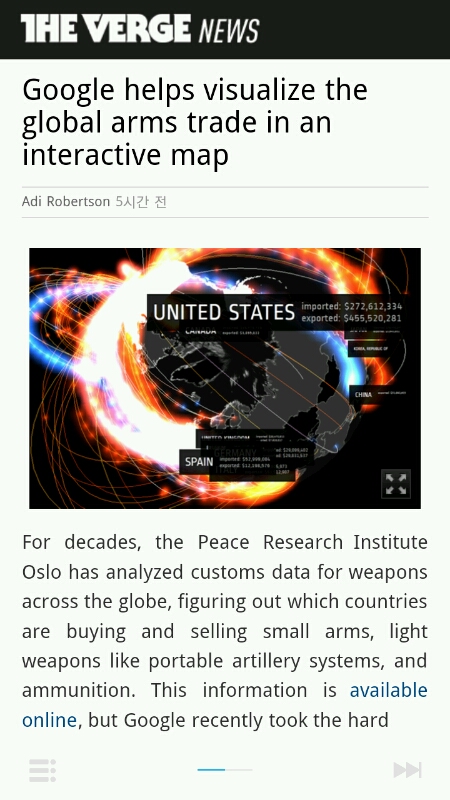 THE VERGE NEWS
Google helps visualize the
global arms trade in an
interactive map
Adi Robertson 5시간 전
UNITED STATES
imported: $272,612,334
exported: $455,520,281
CANADA
KOREA, REPUBLIC OF
CHINA
UNITED KINGDOM
GERMANY
SPAIN
For decades, the Peace Research Institute
Oslo has analyzed customs data for weapons
across the globe, figuring out which countries
are buying and selling small arms, light
weapons like portable artillery systems, and
ammunition. This information is available
online, but Google recently took the hard